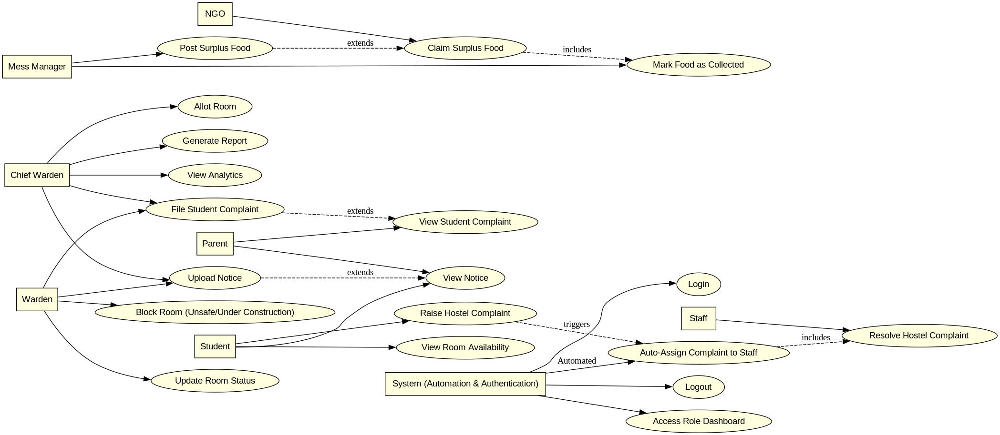 NGO
Post Surplus Food
extends
Claim Surplus Food
includes
Mark Food as Collected
Mess Manager
Allot Room
Generate Report
Chief Warden
View Analytics
File Student Complaint
extends
View Student Complaint
Parent
Upload Notice
extends
View Notice
Login
Warden
Block Room (Unsafe/Under Construction)
Raise Hostel Complaint
triggers
Staff
Resolve Hostel Complaint
includes
Student
View Room Availability
Auto-Assign Complaint to Staff
Automated
Update Room Status
System (Automation & Authentication)
Logout
Access Role Dashboard